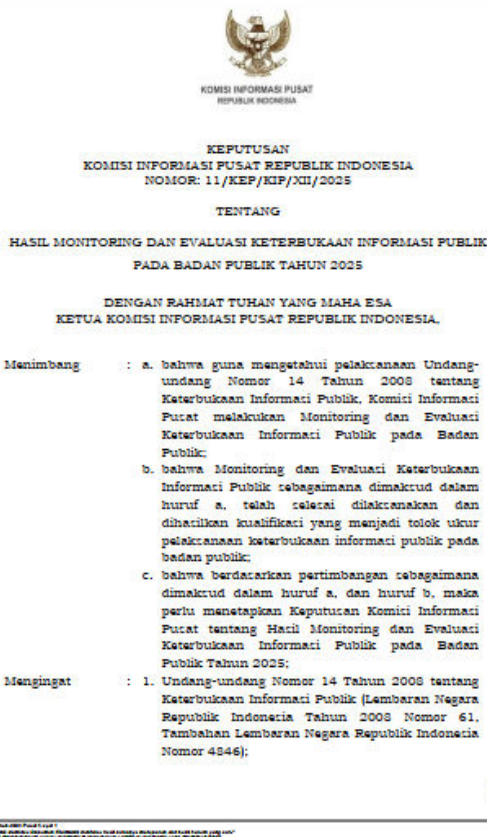 KOMISI INFORMASI PUSAT
REPUBLIK INDONESIA
KEPUTUSAN
KOMISI INFORMASI PUSAT REPUBLIK INDONESIA
NOMOR: 11/KEP/KIP/XII/2025
TENTANG
HASIL MONITORING DAN EVALUASI KETERBUKAAN INFORMASI PUBLIK
PADA BADAN PUBLIK TAHUN 2025
DENGAN RAHMAT TUHAN YANG MAHA ESA
KETUA KOMISI INFORMASI PUSAT REPUBLIK INDONESIA,
Menimbang : a. bahwa guna mengetahui pelaksanaan Undang-
undang Nomor 14 Tahun 2008 tentang
Keterbukaan Informasi Publik, Komisi Informasi
Pusat melakukan Monitoring dan Evaluasi
Keterbukaan Informasi Publik pada Badan
Publik;
b. bahwa Monitoring dan Evaluasi Keterbukaan
Informasi Publik sebagaimana dimaksud dalam
huruf a, telah selesai dilaksanakan dan
dihasilkan kualifikasi yang menjadi tolok ukur
pelaksanaan keterbukaan informasi publik pada
badan publik;
c. bahwa berdasarkan pertimbangan sebagaimana
dimaksud dalam huruf a, dan huruf b, maka
perlu menetapkan Keputusan Komisi Informasi
Pusat tentang Hasil Monitoring dan Evaluasi
Keterbukaan Informasi Publik pada Badan
Publik Tahun 2025;
Mengingat : 1. Undang-undang Nomor 14 Tahun 2008 tentang
Keterbukaan Informasi Publik (Lembaran Negara
Republik Indonesia Tahun 2008 Nomor 61,
Tambahan Lembaran Negara Republik Indonesia
Nomor 4846);